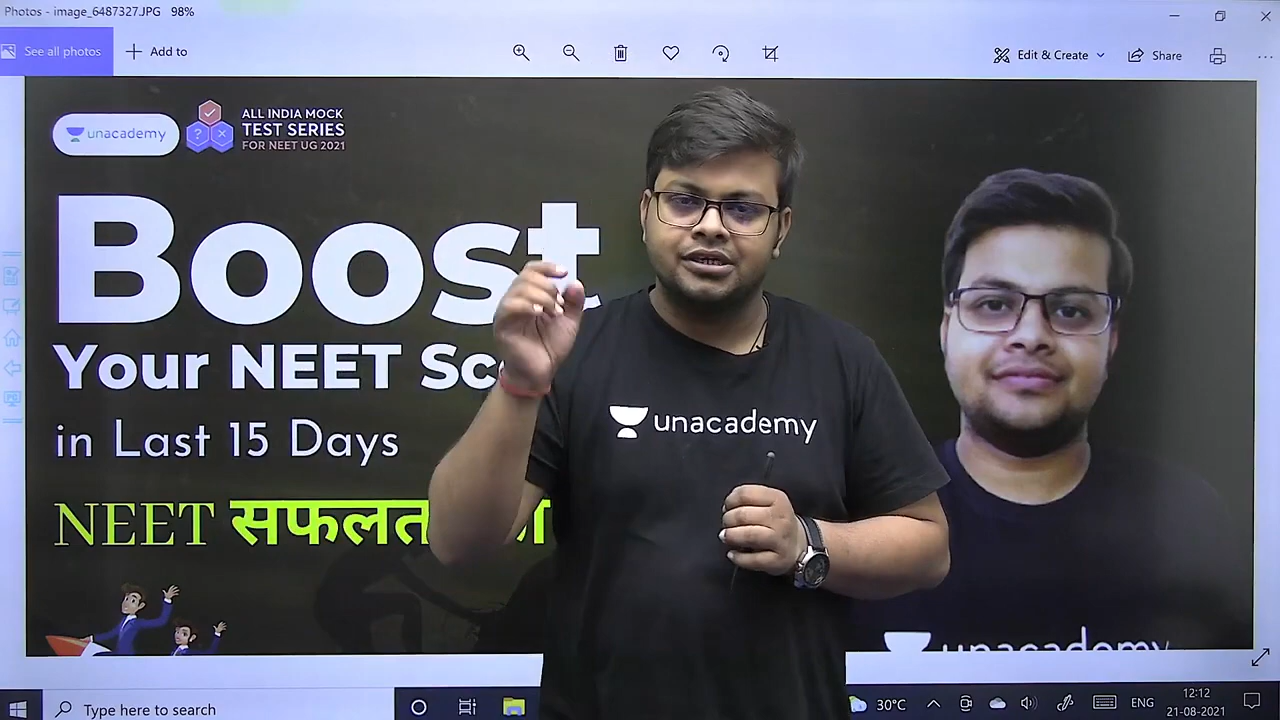 Photos - image_6487327.JPG 98%
See all photos
Add to
Edit & Create
Share
unacademy
ALL INDIA MOCK
TEST SERIES
FOR NEET UG 2021
Boost
Your NEET Sc
in Last 15 Days
NEET
unacademy
unacademy
Type here to search
30°C
ENG
12:12
21-08-2021